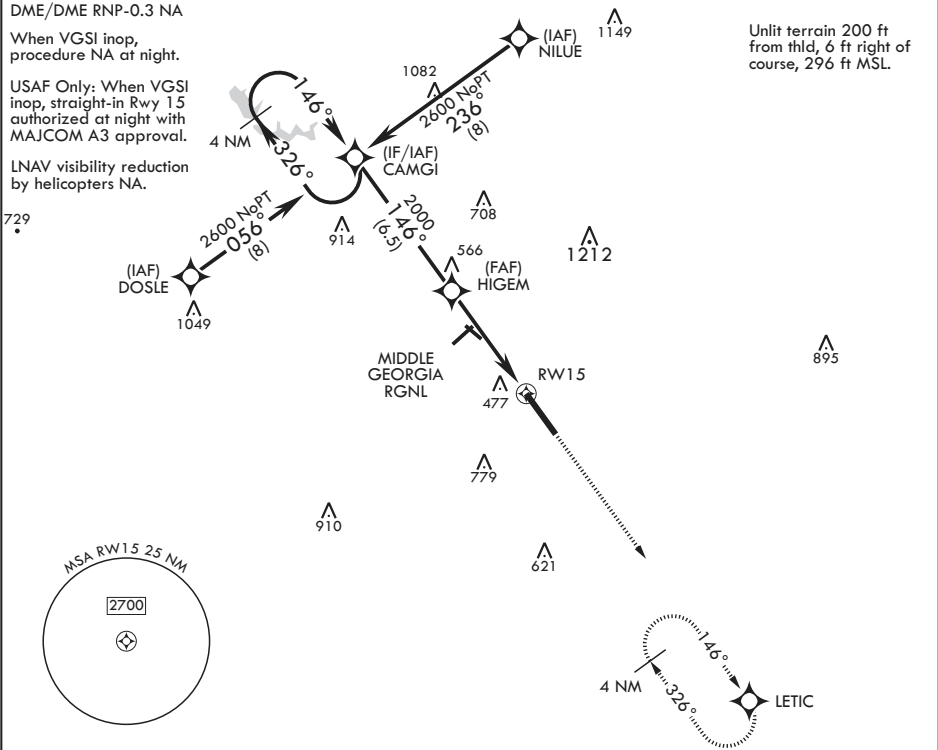 DME/DME RNP-0.3 NA
When VGSI inop,
procedure NA at night.
USAF Only: When VGSI
inop, straight-in Rwy 15
authorized at night with
MAJCOM A3 approval.
LNAV visibility reduction
by helicopters NA.
Unlit terrain 200 ft
from thld, 6 ft right of
course, 296 ft MSL.
(IAF)
NILUE
1149
1082
2600 NoPT
236°
(8)
146°
4 NM
326°
(IF/IAF)
CAMGI
729
2600 NoPT
056°
(8)
914
2000
146°
(6.5)
708
1212
566
(IAF)
DOSLE
(FAF)
HIGEM
1049
895
MIDDLE
GEORGIA
RGNL
RW15
477
779
910
621
MSA RW15 25 NM
2700
146°
4 NM
326°
LETIC